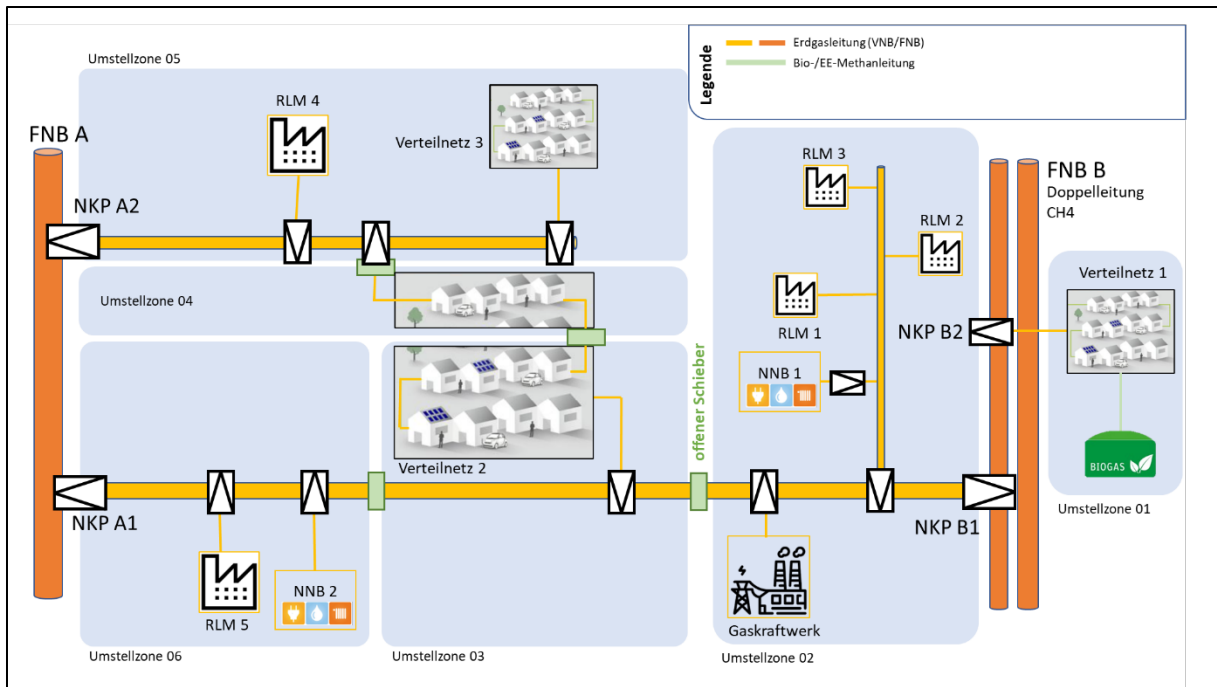 Legende
Erdgasleitung (VNB/FNB)
Bio-/EE-Methanleitung
Umstellzone 05
RLM 4
Verteilnetz 3
FNB A
NKP A2
Umstellzone 04
Verteilnetz 2
offener Schieber
NKP A1
RLM 5
NNB 2
Umstellzone 06
Umstellzone 03
RLM 3
RLM 2
RLM 1
NNB 1
Gaskraftwerk
Umstellzone 02
NKP B2
NKP B1
FNB B
Doppelleitung
CH4
Verteilnetz 1
BIOGAS
Umstellzone 01